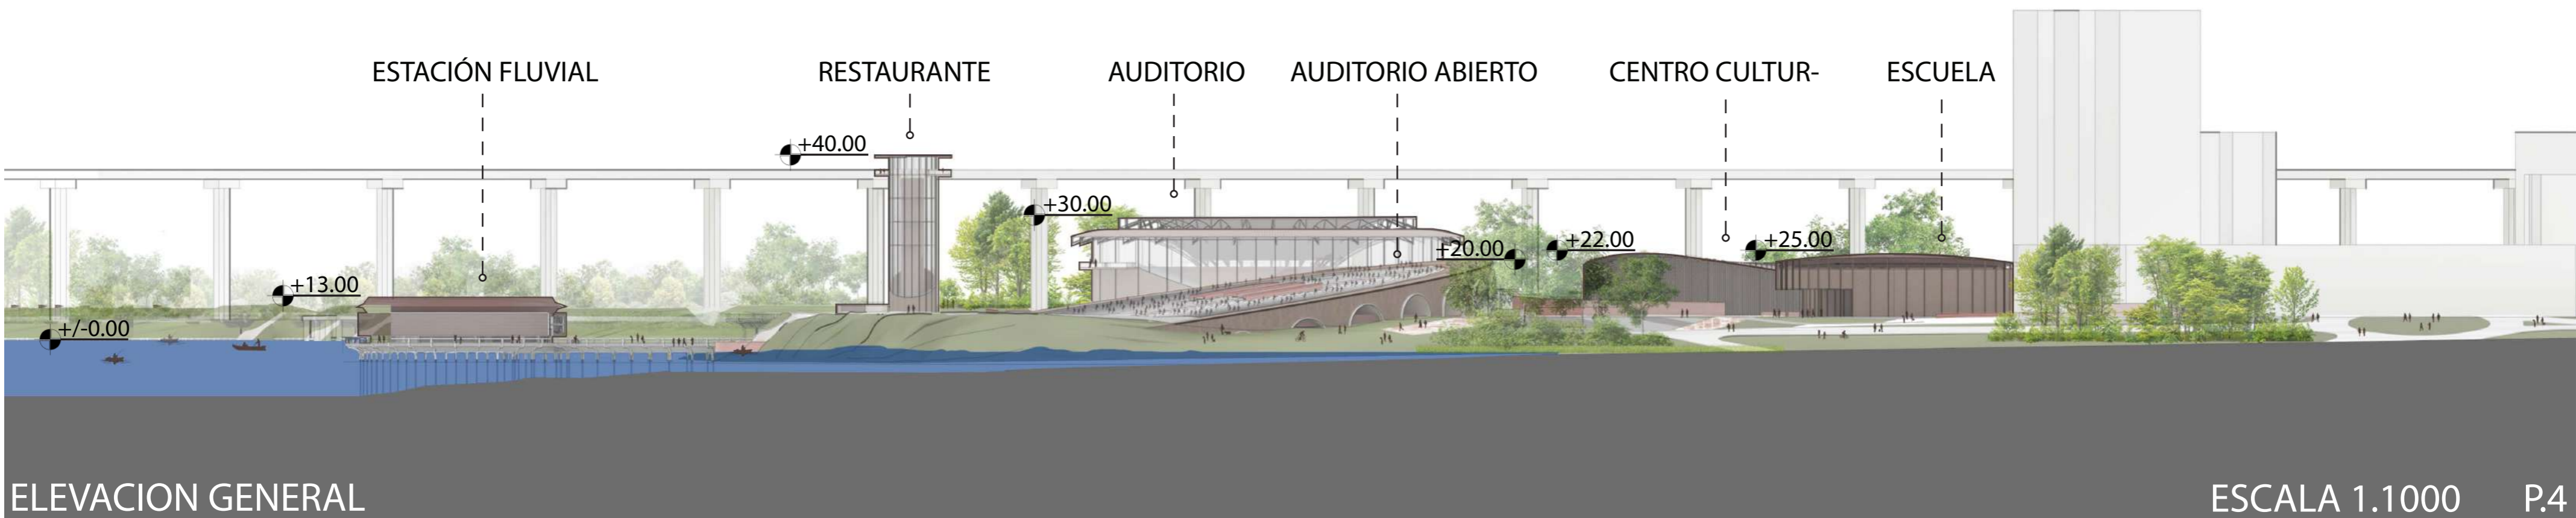 ESTACIÓN FLUVIAL
RESTAURANTE
AUDITORIO
AUDITORIO ABIERTO
CENTRO CULTUR-
ESCUELA
+40.00
+30.00
+20.00
+22.00
+25.00
+13.00
+/-0.00
ELEVACION GENERAL
ESCALA 1.1000
P.4